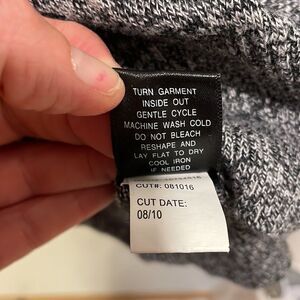 TURN GARMENT
INSIDE OUT
GENTLE CYCLE
MACHINE WASH COLD
DO NOT BLEACH
RESHAPE AND
LAY FLAT TO DRY
COOL IRON
IF NEEDED
CUT#: 081016
CUT DATE:
08/10